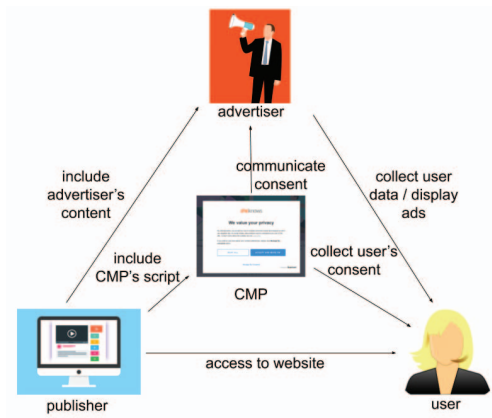 advertiser
include
advertiser's
content
communicate
consent
collect user
data / display
ads
We value your privacy
include
CMP's script
collect user's
consent
CMP
access to website
publisher
user